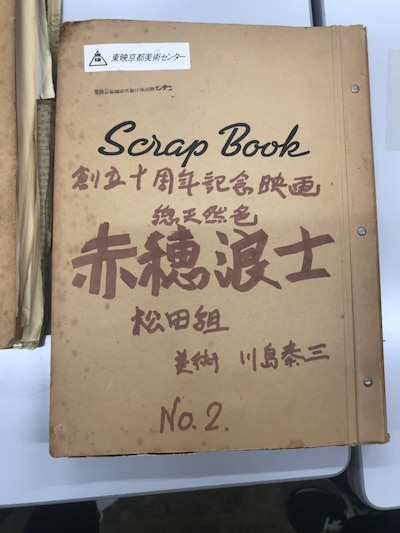 東映京都美術センター
Scrap Book
創立十周年記念映画
総天然色
赤穂浪士
松田組
美術 川島泰三
No.2.